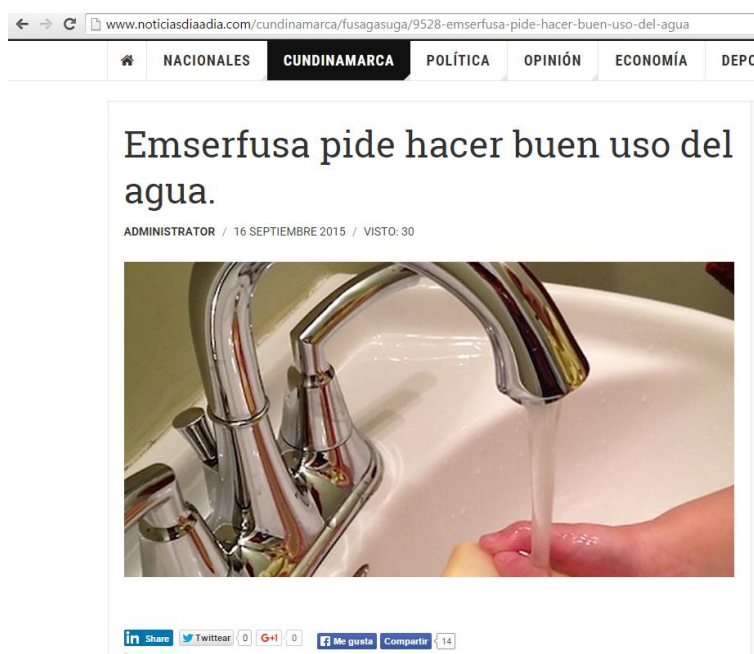 www.noticiasdiaadia.com/cundinamarca/fusagasuga/9528-emserfusa-pide-hacer-buen-uso-del-agua
NACIONALES CUNDINAMARCA POLÍTICA OPINIÓN ECONOMÍA DEPO
Emserfusa pide hacer buen uso del
agua.
ADMINISTRATOR / 16 SEPTIEMBRE 2015 / VISTO: 30
in Share Twittear 0 G+1 0 Me gusta Compartir 14